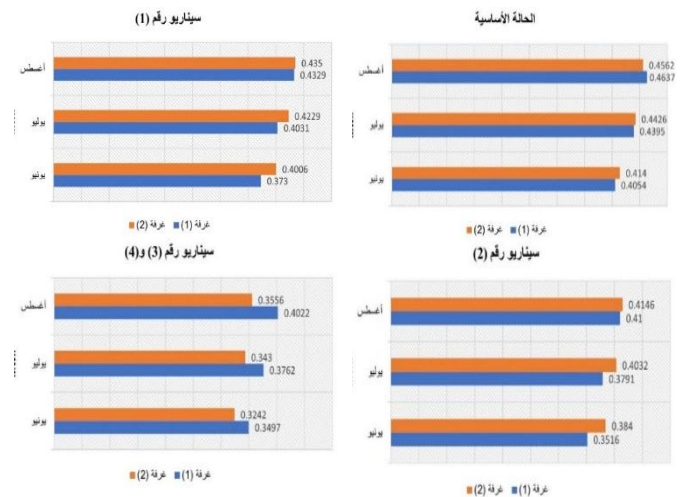 الحالة الأساسية
أغسطس
0.4562
0.4637
يوليو
0.4426
0.4395
يونيو
0.414
0.4054
غرفة (1) غرفة (2)
سيناريو رقم (1)
أغسطس
0.435
0.4329
يوليو
0.4229
0.4031
يونيو
0.4006
0.373
غرفة (1) غرفة (2)
سيناريو رقم (2)
أغسطس
0.4146
0.41
يوليو
0.4032
0.3791
يونيو
0.384
0.3516
غرفة (1) غرفة (2)
سيناريو رقم (3) و(4)
أغسطس
0.3556
0.4022
يوليو
0.343
0.3762
يونيو
0.3242
0.3497
غرفة (1) غرفة (2)